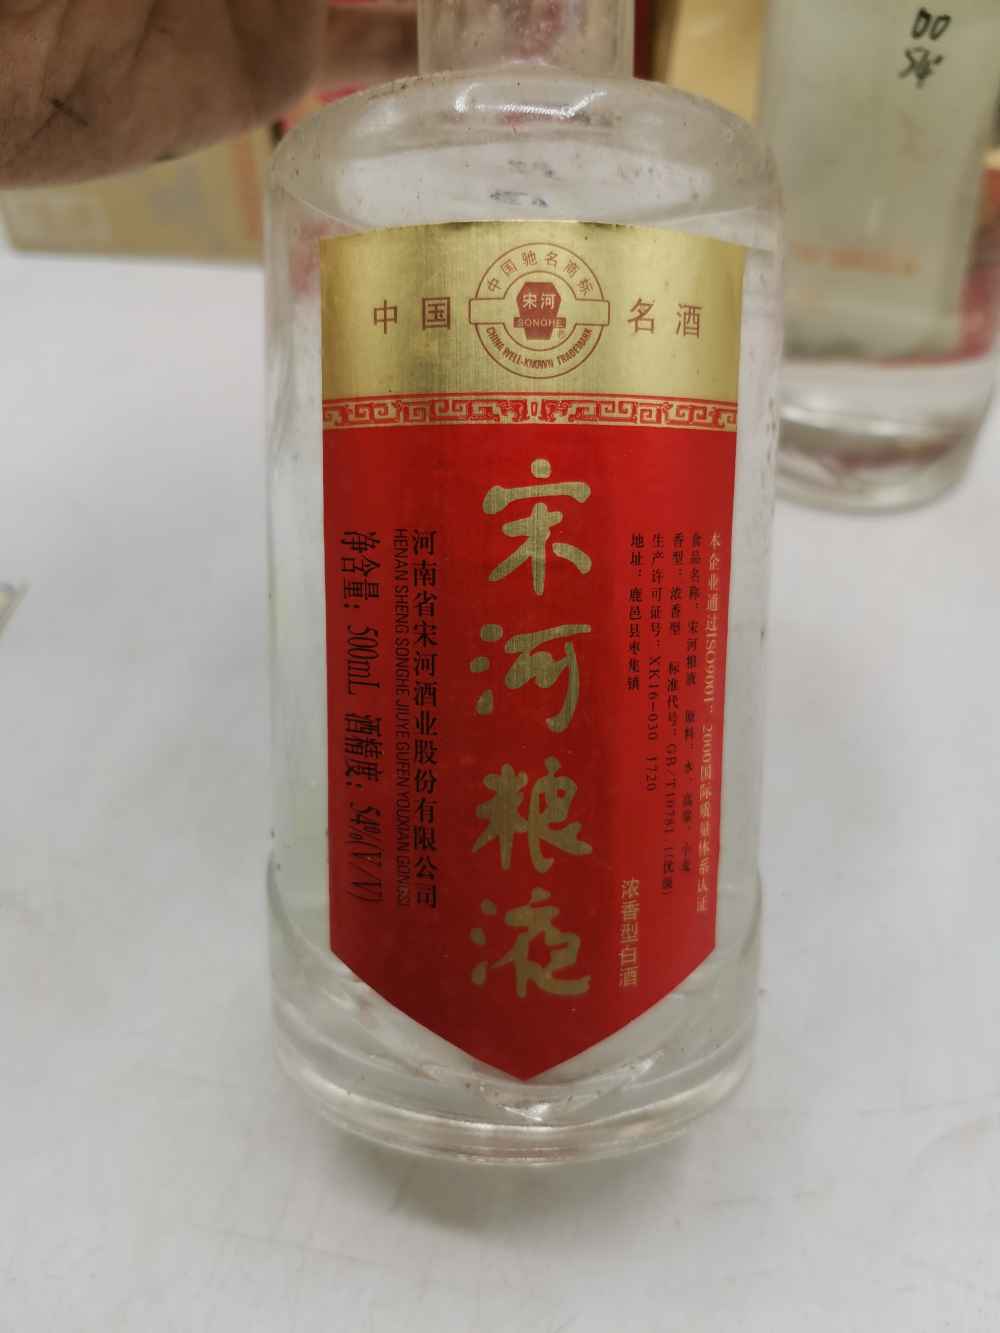 中国驰名商标
宋河
SONGHE
CHINA WELL-KNOWN TRADEMARK
中国 名酒
宋河粮液
本企业通过ISO9001：2000国际质量体系认证
食品名称：宋河粮液 原料：水、高粱、小麦
香型：浓香型 标准代号：GB/T10781.1(优级)
生产许可证号：XK16-030 1720
地址：鹿邑县枣集镇
浓香型白酒
河南省宋河酒业股份有限公司
HENAN SHENG SONGHE JIUYE GUFEN YOUXIAN GONGSI
净含量：500mL 酒精度：54%(V/V)